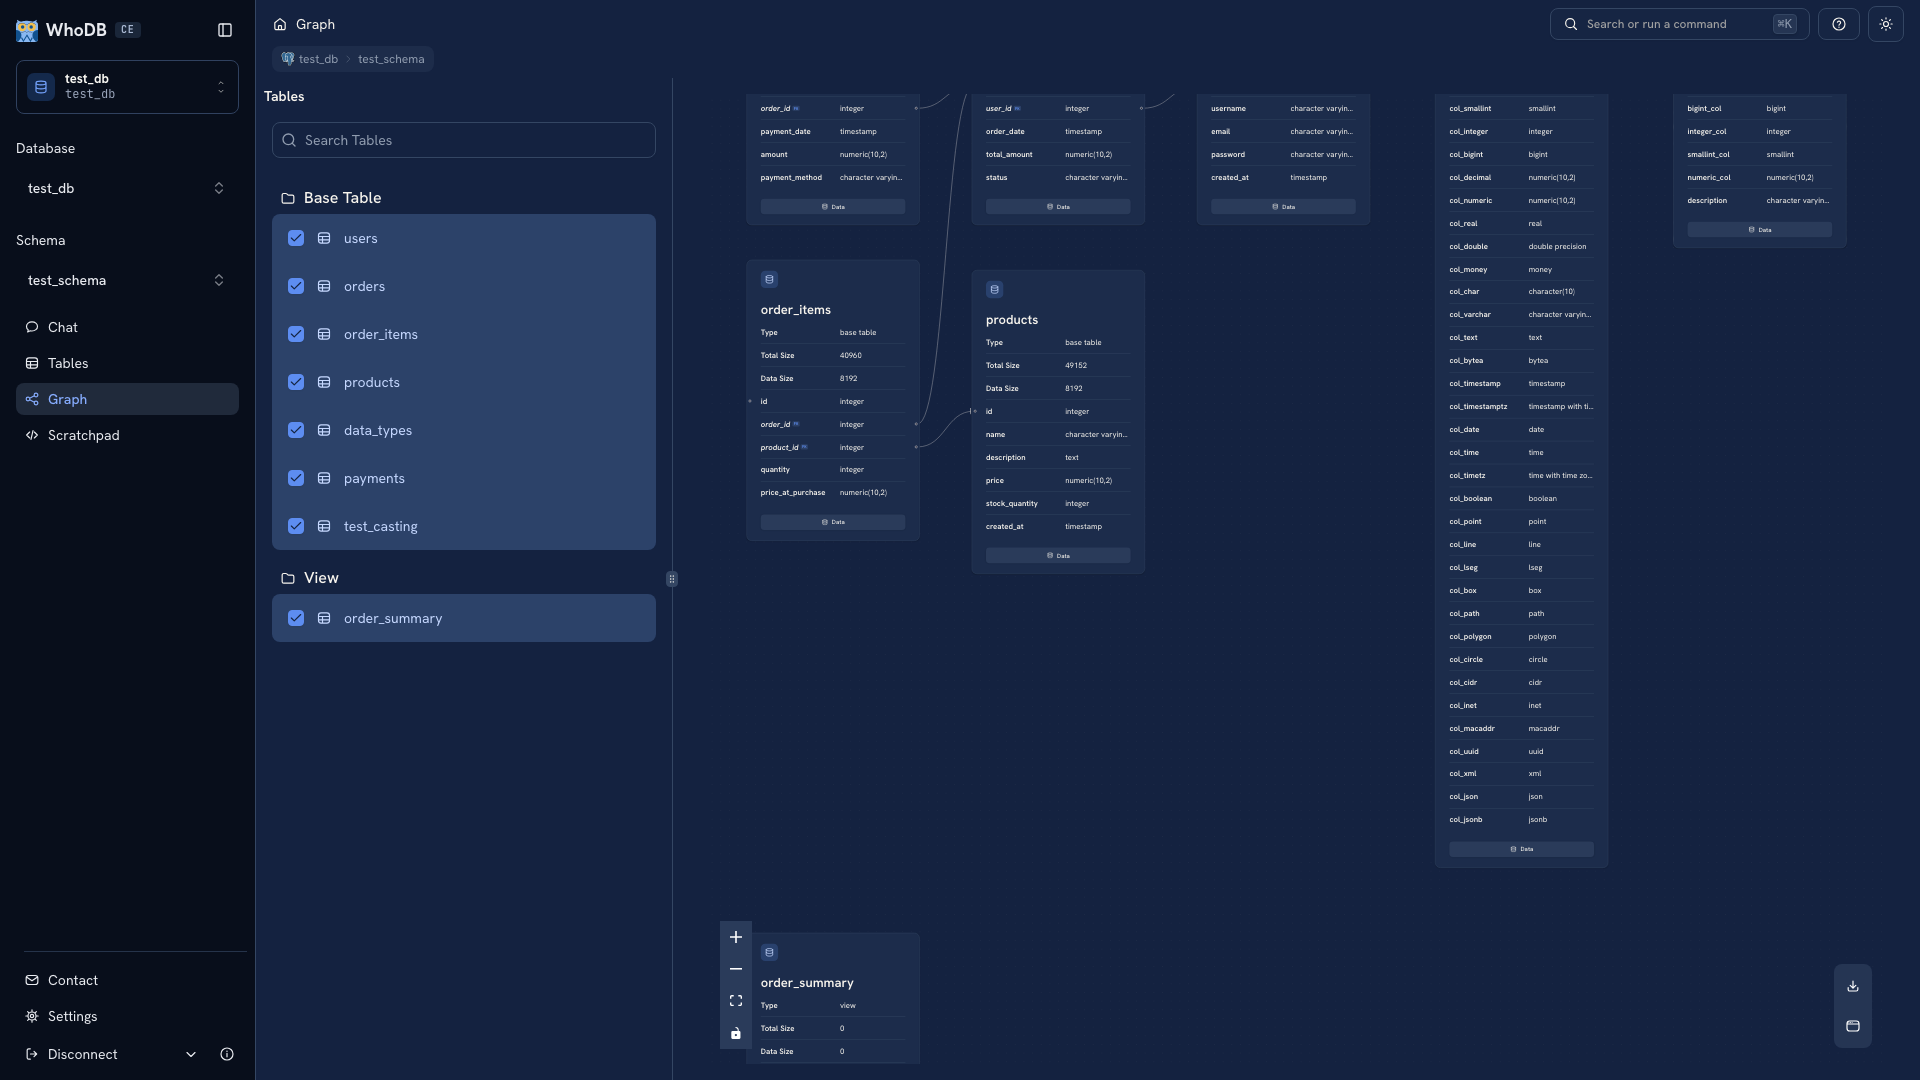 WhoDB CE
test_db
test_db
Database
test_db
Schema
test_schema
Chat
Tables
Graph
Scratchpad
Contact
Settings
Disconnect
Graph
test_db
test_schema
Search or run a command ⌘K
Tables
Search Tables
Base Table
users
orders
order_items
products
data_types
payments
test_casting
View
order_summary
order_id integer
payment_date timestamp
amount numeric(10,2)
payment_method character varyin...
Data
user_id integer
order_date timestamp
total_amount numeric(10,2)
status character varyin...
Data
username character varyin...
email character varyin...
password character varyin...
created_at timestamp
Data
order_items
Type base table
Total Size 40960
Data Size 8192
id integer
order_id integer
product_id integer
quantity integer
price_at_purchase numeric(10,2)
Data
products
Type base table
Total Size 49152
Data Size 8192
id integer
name character varyin...
description text
price numeric(10,2)
stock_quantity integer
created_at timestamp
Data
col_smallint smallint
col_integer integer
col_bigint bigint
col_decimal numeric(10,2)
col_numeric numeric(10,2)
col_real real
col_double double precision
col_money money
col_char character(10)
col_varchar character varyin...
col_text text
col_bytea bytea
col_timestamp timestamp
col_timestamptz timestamp with ti...
col_date date
col_time time
col_timetz time with time zo...
col_boolean boolean
col_point point
col_line line
col_lseg lseg
col_box box
col_path path
col_polygon polygon
col_circle circle
col_cidr cidr
col_inet inet
col_macaddr macaddr
col_uuid uuid
col_xml xml
col_json json
col_jsonb jsonb
Data
bigint_col bigint
integer_col integer
smallint_col smallint
numeric_col numeric(10,2)
description character varyin...
Data
order_summary
Type view
Total Size 0
Data Size 0